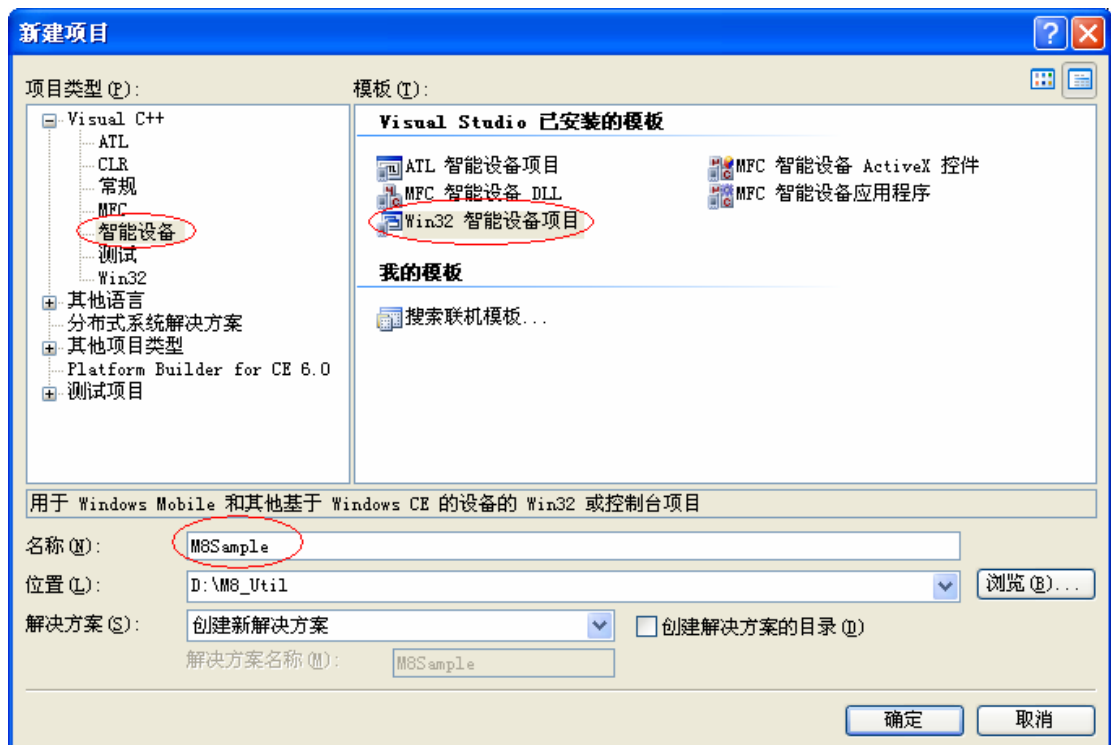 新建项目
项目类型(P):
模板(T):
Visual C++
ATL
CLR
常规
MFC
智能设备
测试
Win32
其他语言
分布式系统解决方案
其他项目类型
Platform Builder for CE 6.0
测试项目
Visual Studio 已安装的模板
ATL 智能设备项目
MFC 智能设备 ActiveX 控件
MFC 智能设备 DLL
MFC 智能设备应用程序
Win32 智能设备项目
我的模板
搜索联机模板...
用于 Windows Mobile 和其他基于 Windows CE 的设备的 Win32 或控制台项目
名称(N):
M8Sample
位置(L):
D:\M8_Util
浏览(B)...
解决方案(S):
创建新解决方案
创建解决方案的目录(D)
解决方案名称(M):
M8Sample
确定
取消